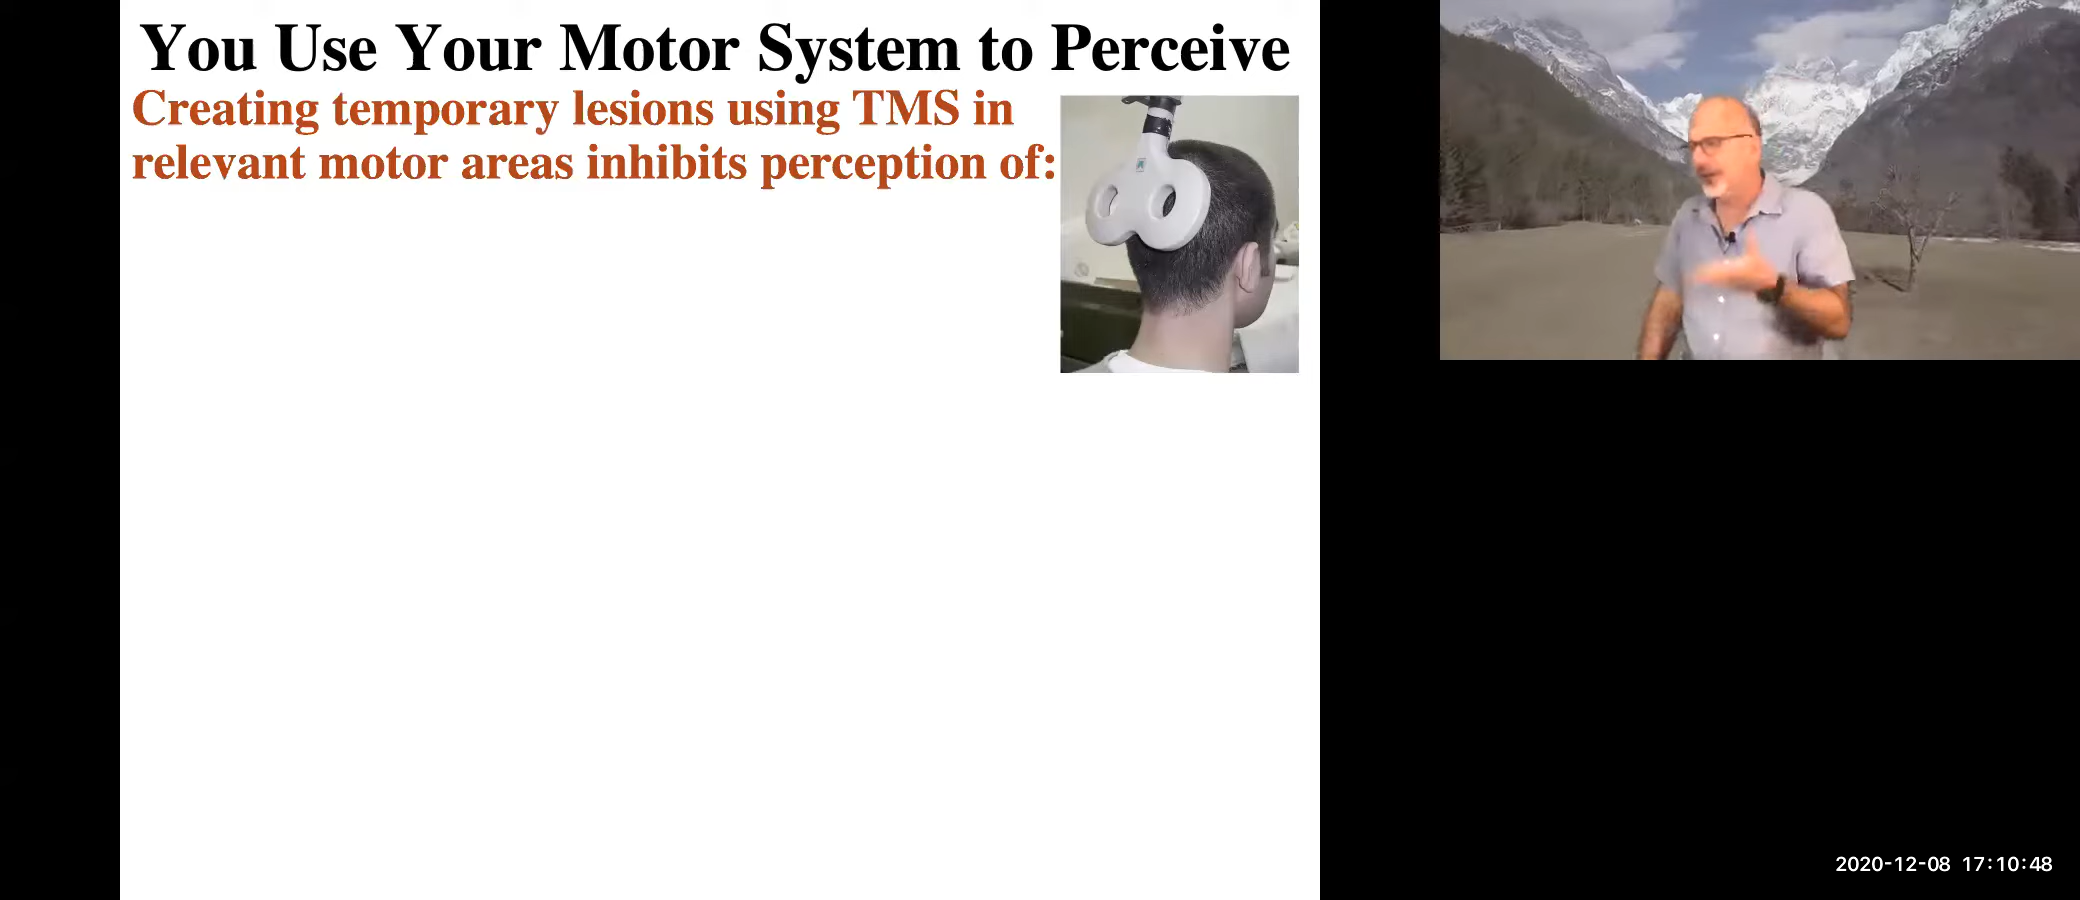 You Use Your Motor System to Perceive
Creating temporary lesions using TMS in
relevant motor areas inhibits perception of:
2020-12-08 17:10:48